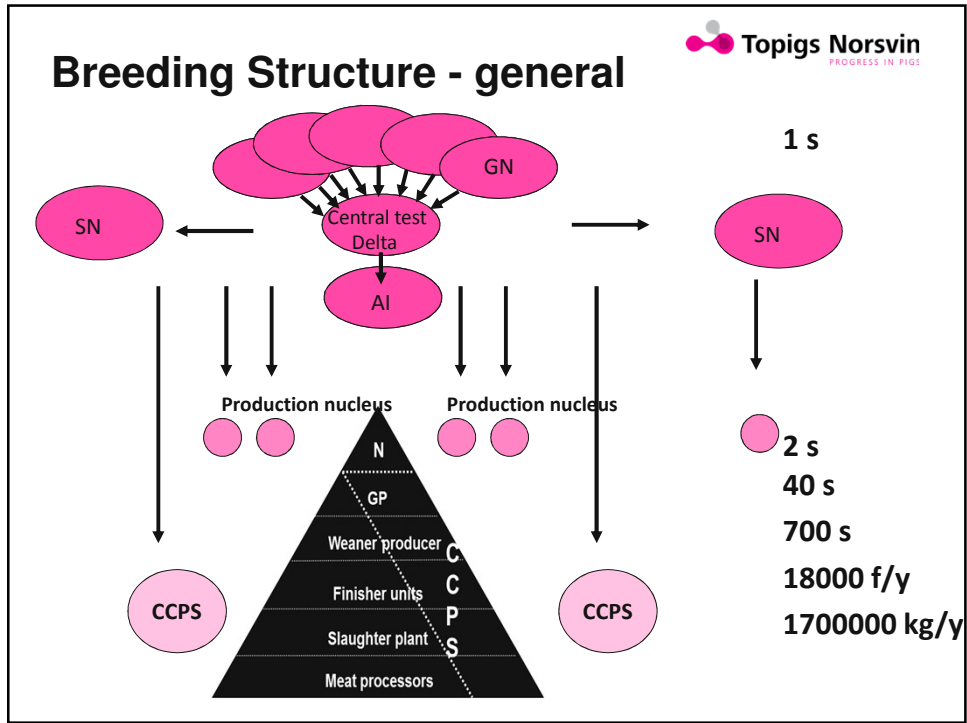 Breeding Structure - general
Topigs Norsvin
PROGRESS IN PIGS
1 s
GN
SN
Central test
Delta
SN
AI
Production nucleus
Production nucleus
N
2 s
GP
40 s
700 s
Weaner producer
18000 f/y
Finisher units
CCPS
CCPS
CCPS
1700000 kg/y
Slaughter plant
Meat processors